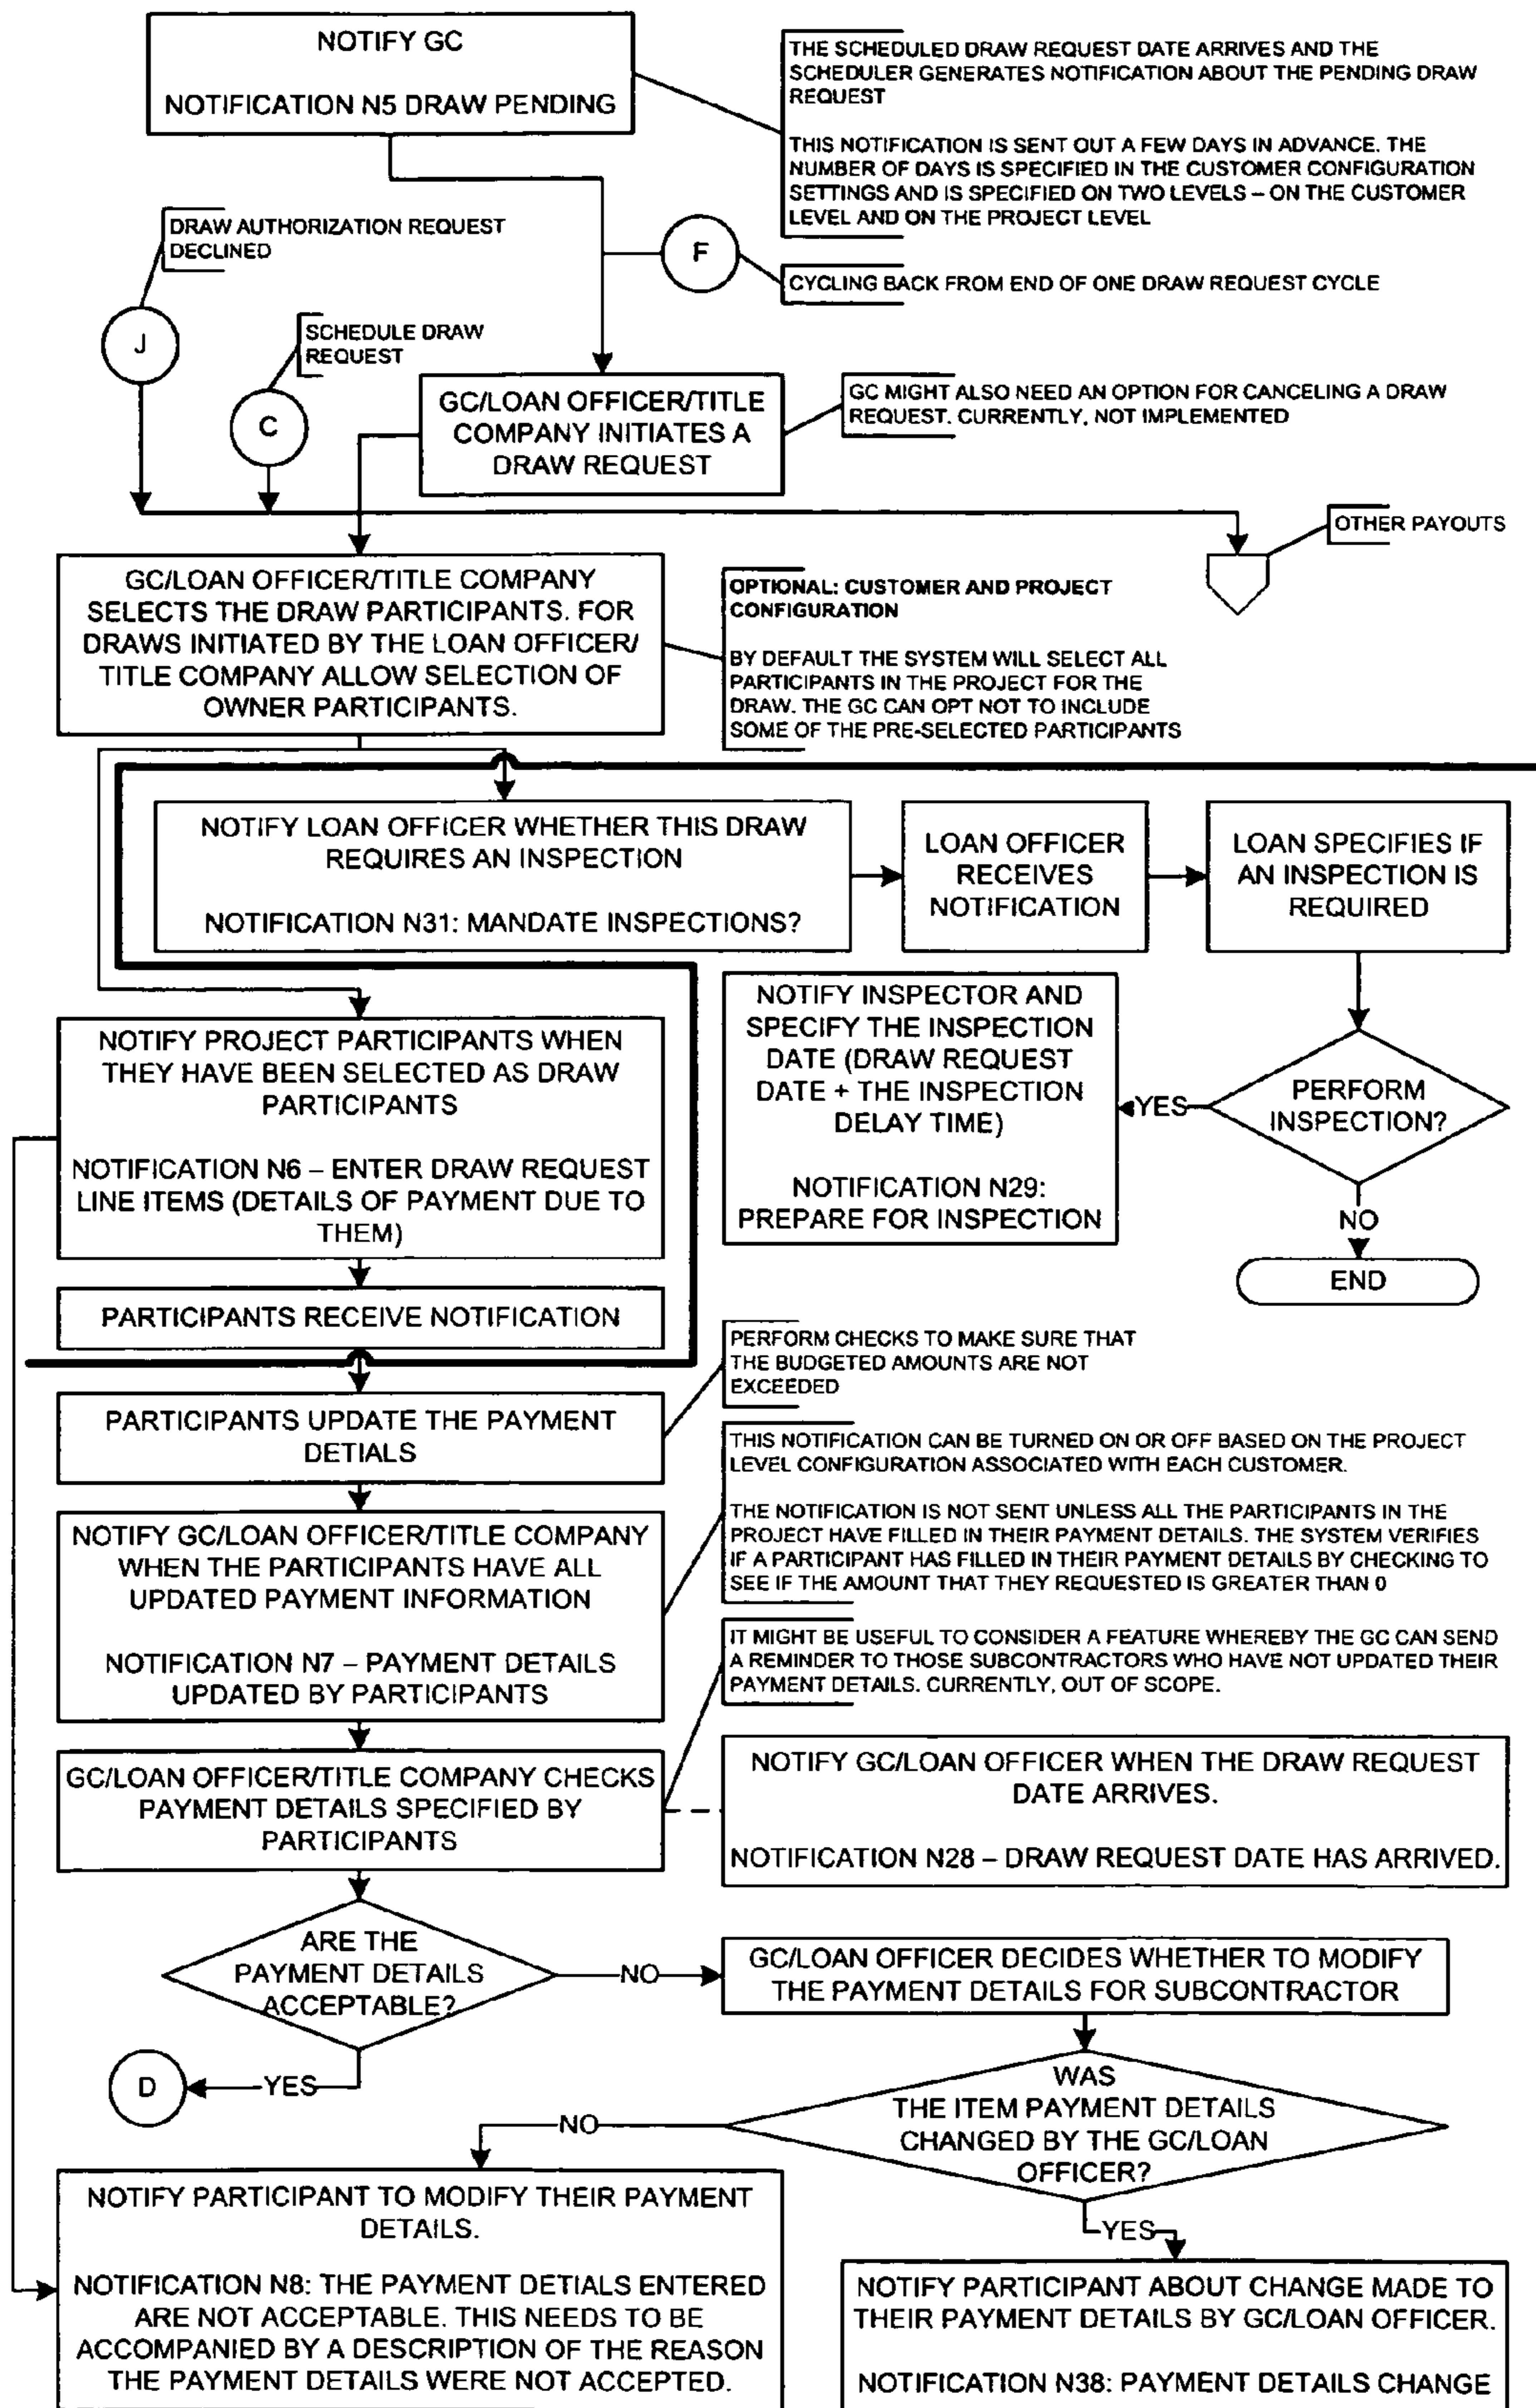 NOTIFY GC
NOTIFICATION N5 DRAW PENDING
THE SCHEDULED DRAW REQUEST DATE ARRIVES AND THE
SCHEDULER GENERATES NOTIFICATION ABOUT THE PENDING DRAW
REQUEST
THIS NOTIFICATION IS SENT OUT A FEW DAYS IN ADVANCE. THE
NUMBER OF DAYS IS SPECIFIED IN THE CUSTOMER CONFIGURATION
SETTINGS AND IS SPECIFIED ON TWO LEVELS – ON THE CUSTOMER
LEVEL AND ON THE PROJECT LEVEL
DRAW AUTHORIZATION REQUEST
DECLINED
F
CYCLING BACK FROM END OF ONE DRAW REQUEST CYCLE
J
SCHEDULE DRAW
REQUEST
C
GC/LOAN OFFICER/TITLE
COMPANY INITIATES A
DRAW REQUEST
GC MIGHT ALSO NEED AN OPTION FOR CANCELING A DRAW
REQUEST. CURRENTLY, NOT IMPLEMENTED
OTHER PAYOUTS
GC/LOAN OFFICER/TITLE COMPANY
SELECTS THE DRAW PARTICIPANTS. FOR
DRAWS INITIATED BY THE LOAN OFFICER/
TITLE COMPANY ALLOW SELECTION OF
OWNER PARTICIPANTS.
OPTIONAL: CUSTOMER AND PROJECT
CONFIGURATION
BY DEFAULT THE SYSTEM WILL SELECT ALL
PARTICIPANTS IN THE PROJECT FOR THE
DRAW. THE GC CAN OPT NOT TO INCLUDE
SOME OF THE PRE-SELECTED PARTICIPANTS
NOTIFY LOAN OFFICER WHETHER THIS DRAW
REQUIRES AN INSPECTION
NOTIFICATION N31: MANDATE INSPECTIONS?
LOAN OFFICER
RECEIVES
NOTIFICATION
LOAN SPECIFIES IF
AN INSPECTION IS
REQUIRED
NOTIFY INSPECTOR AND
SPECIFY THE INSPECTION
DATE (DRAW REQUEST
DATE + THE INSPECTION
DELAY TIME)
NOTIFICATION N29:
PREPARE FOR INSPECTION
YES
PERFORM
INSPECTION?
NO
END
NOTIFY PROJECT PARTICIPANTS WHEN
THEY HAVE BEEN SELECTED AS DRAW
PARTICIPANTS
NOTIFICATION N6 – ENTER DRAW REQUEST
LINE ITEMS (DETAILS OF PAYMENT DUE TO
THEM)
PARTICIPANTS RECEIVE NOTIFICATION
PERFORM CHECKS TO MAKE SURE THAT
THE BUDGETED AMOUNTS ARE NOT
EXCEEDED
PARTICIPANTS UPDATE THE PAYMENT
DETIALS
THIS NOTIFICATION CAN BE TURNED ON OR OFF BASED ON THE PROJECT
LEVEL CONFIGURATION ASSOCIATED WITH EACH CUSTOMER.
THE NOTIFICATION IS NOT SENT UNLESS ALL THE PARTICIPANTS IN THE
PROJECT HAVE FILLED IN THEIR PAYMENT DETAILS. THE SYSTEM VERIFIES
IF A PARTICIPANT HAS FILLED IN THEIR PAYMENT DETAILS BY CHECKING TO
SEE IF THE AMOUNT THAT THEY REQUESTED IS GREATER THAN 0
NOTIFY GC/LOAN OFFICER/TITLE COMPANY
WHEN THE PARTICIPANTS HAVE ALL
UPDATED PAYMENT INFORMATION
NOTIFICATION N7 – PAYMENT DETAILS
UPDATED BY PARTICIPANTS
IT MIGHT BE USEFUL TO CONSIDER A FEATURE WHEREBY THE GC CAN SEND
A REMINDER TO THOSE SUBCONTRACTORS WHO HAVE NOT UPDATED THEIR
PAYMENT DETAILS. CURRENTLY, OUT OF SCOPE.
GC/LOAN OFFICER/TITLE COMPANY CHECKS
PAYMENT DETAILS SPECIFIED BY
PARTICIPANTS
NOTIFY GC/LOAN OFFICER WHEN THE DRAW REQUEST
DATE ARRIVES.
NOTIFICATION N28 – DRAW REQUEST DATE HAS ARRIVED.
ARE THE
PAYMENT DETAILS
ACCEPTABLE?
NO
GC/LOAN OFFICER DECIDES WHETHER TO MODIFY
THE PAYMENT DETAILS FOR SUBCONTRACTOR
D
YES
WAS
THE ITEM PAYMENT DETAILS
CHANGED BY THE GC/LOAN
OFFICER?
NO
YES
NOTIFY PARTICIPANT TO MODIFY THEIR PAYMENT
DETAILS.
NOTIFICATION N8: THE PAYMENT DETIALS ENTERED
ARE NOT ACCEPTABLE. THIS NEEDS TO BE
ACCOMPANIED BY A DESCRIPTION OF THE REASON
THE PAYMENT DETAILS WERE NOT ACCEPTED.
NOTIFY PARTICIPANT ABOUT CHANGE MADE TO
THEIR PAYMENT DETAILS BY GC/LOAN OFFICER.
NOTIFICATION N38: PAYMENT DETAILS CHANGE